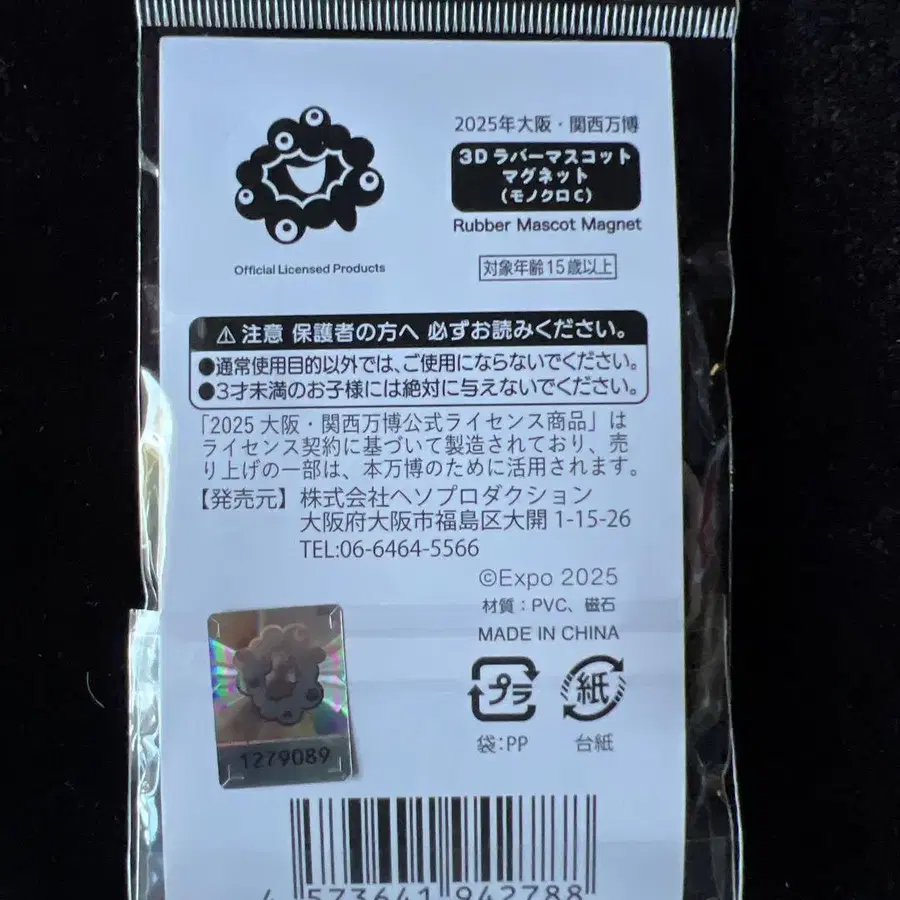 2025年大阪・関西万博
3Dラバーマスコット
マグネット
(モノクロC)
Rubber Mascot Magnet
Official Licensed Products
対象年齢15歳以上
⚠注意 保護者の方へ 必ずお読みください。
●通常使用目的以外では、ご使用にならないでください。
●3才未満のお子様には絶対に与えないでください。
「2025 大阪・関西万博公式ライセンス商品」は
ライセンス契約に基づいて製造されており、売
り上げの一部は、本万博のために活用されます。
【発売元】株式会社ヘソプロダクション
大阪府大阪市福島区大開 1-15-26
TEL:06-6464-5566
©Expo 2025
材質：PVC、磁石
MADE IN CHINA
プラ 紙
袋:PP 台紙
1279089
4 573641 942788